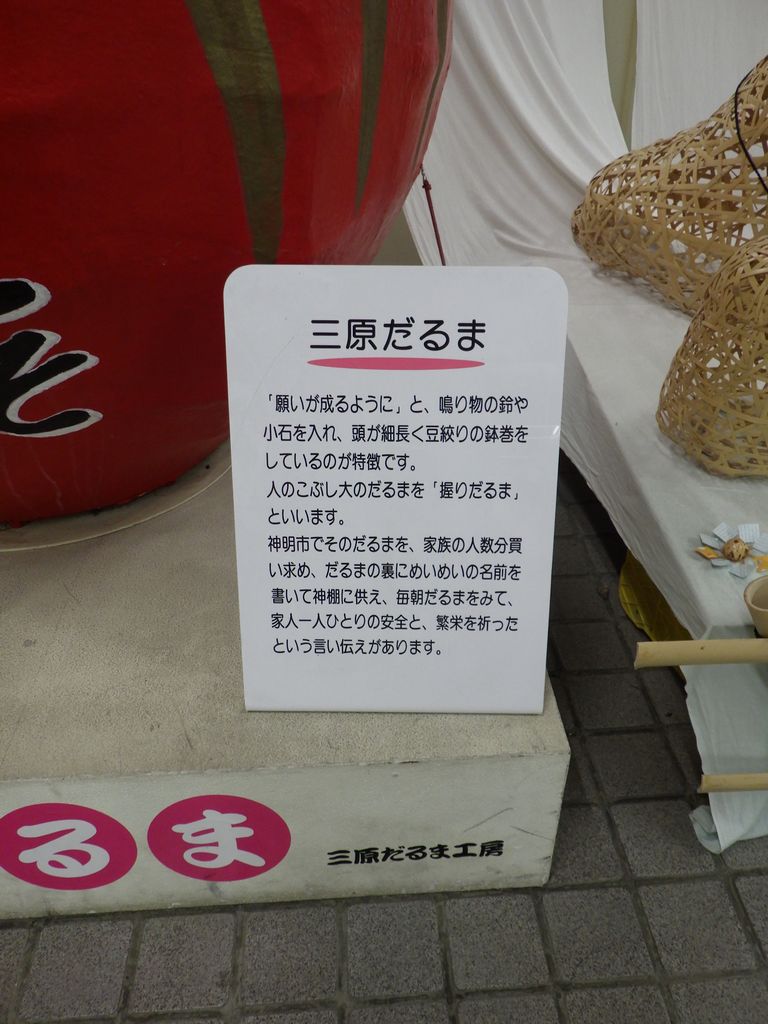 三原だるま
「願いが成るように」と、鳴り物の鈴や
小石を入れ、頭が細長く豆絞りの鉢巻を
しているのが特徴です。
人のこぶし大のだるまを「握りだるま」
といいます。
神明市でそのだるまを、家族の人数分買
い求め、だるまの裏にめいめいの名前を
書いて神棚に供え、毎朝だるまをみて、
家人一人ひとりの安全と、繁栄を祈った
という言い伝えがあります。
るま
三原だるま工房
そ